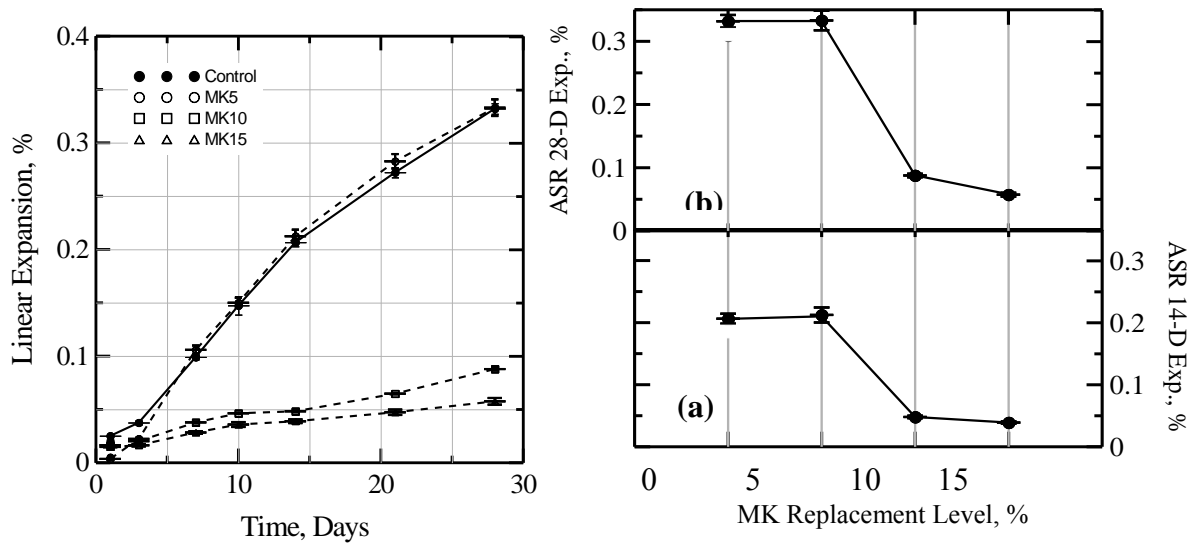 0.4
0.3
0.2
0.1
0
Linear Expansion, %
Control
MK5
MK10
MK15
0
10
20
30
Time, Days
ASR 28-D Exp., %
0.3
0.2
0.1
0
(b)
(a)
0.3
0.2
0.1
0
ASR 14-D Exp., %
0 5 10 15
MK Replacement Level, %